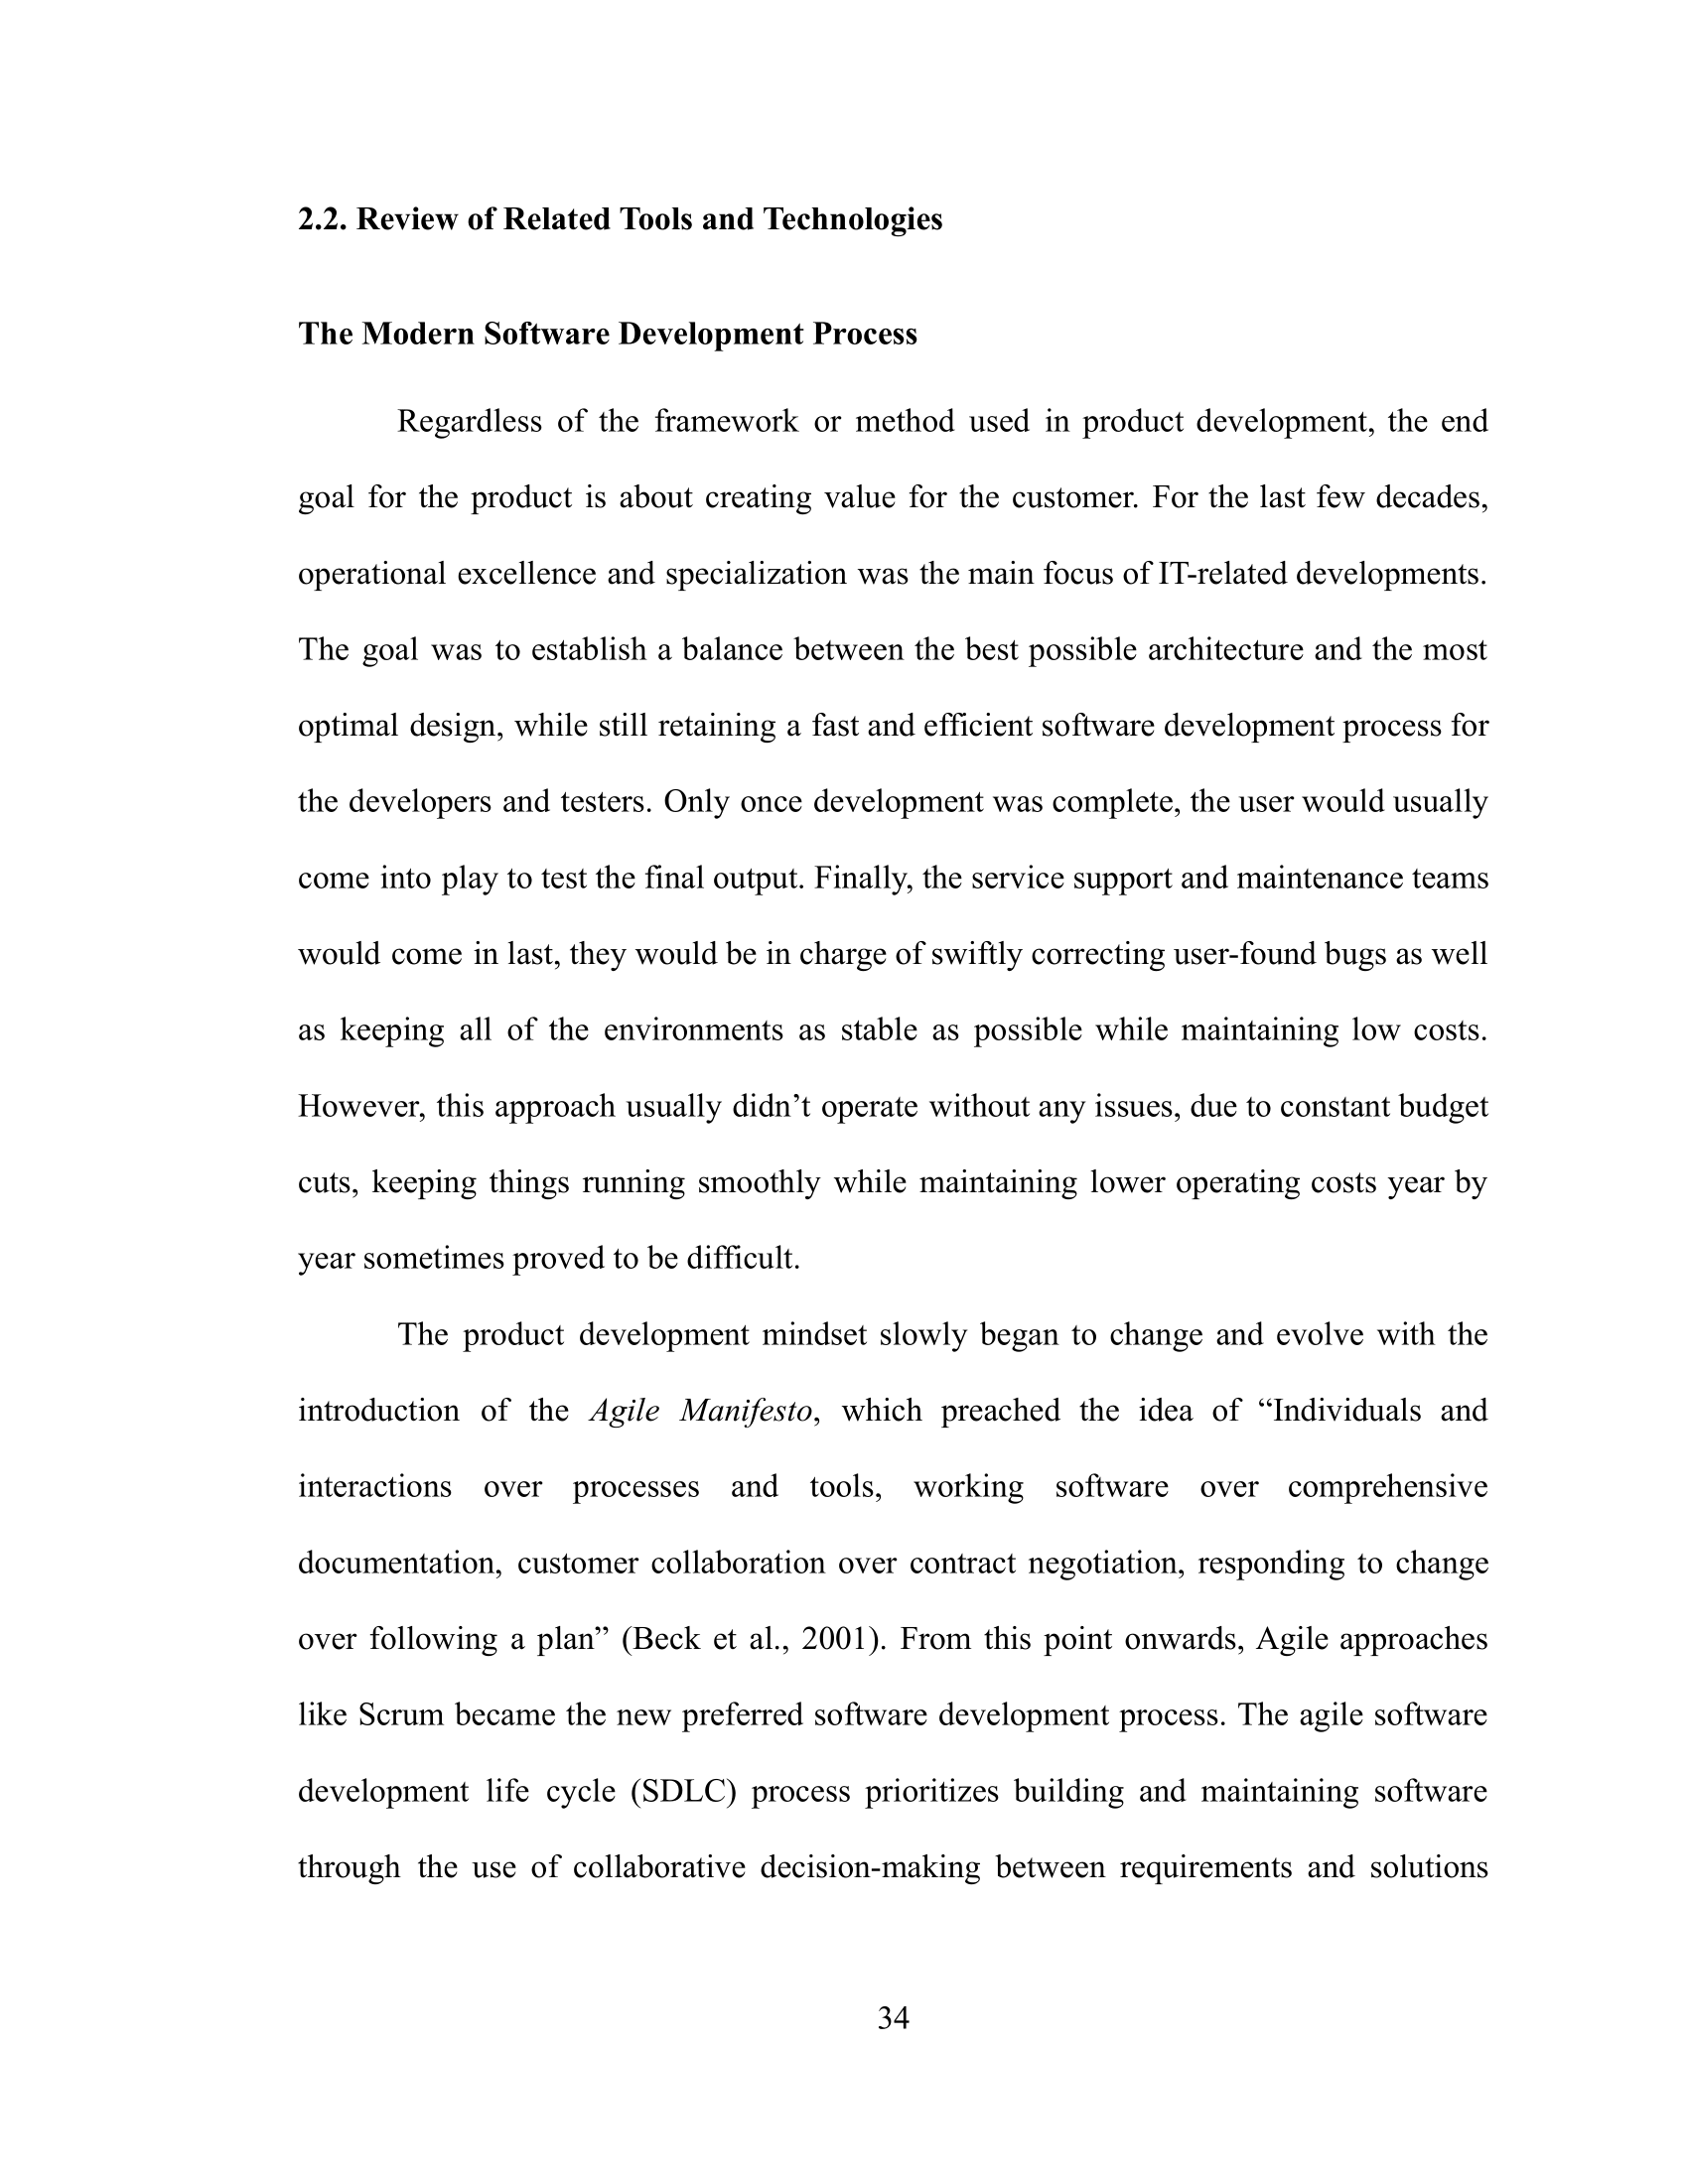 2.2. Review of Related Tools and Technologies
The Modern Software Development Process
Regardless of the framework or method used in product development, the end
goal for the product is about creating value for the customer. For the last few decades,
operational excellence and specialization was the main focus of IT-related developments.
The goal was to establish a balance between the best possible architecture and the most
optimal design, while still retaining a fast and efficient software development process for
the developers and testers. Only once development was complete, the user would usually
come into play to test the final output. Finally, the service support and maintenance teams
would come in last, they would be in charge of swiftly correcting user-found bugs as well
as keeping all of the environments as stable as possible while maintaining low costs.
However, this approach usually didn’t operate without any issues, due to constant budget
cuts, keeping things running smoothly while maintaining lower operating costs year by
year sometimes proved to be difficult.
The product development mindset slowly began to change and evolve with the
introduction of the Agile Manifesto, which preached the idea of “Individuals and
interactions over processes and tools, working software over comprehensive
documentation, customer collaboration over contract negotiation, responding to change
over following a plan” (Beck et al., 2001). From this point onwards, Agile approaches
like Scrum became the new preferred software development process. The agile software
development life cycle (SDLC) process prioritizes building and maintaining software
through the use of collaborative decision-making between requirements and solutions
34